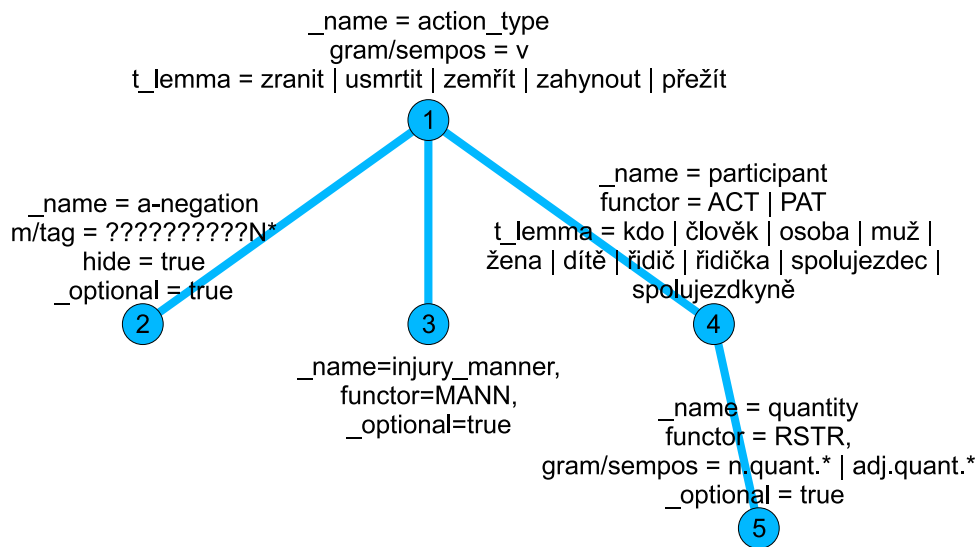 _name = action_type
gram/sempos = v
t_lemma = zranit | usmrtit | zemřít | zahynout | přežít
1
_name = a-negation
m/tag = ??????????N*
hide = true
_optional = true
2
3
_name=injury_manner,
functor=MANN,
_optional=true
_name = participant
functor = ACT | PAT
t_lemma = kdo | člověk | osoba | muž |
žena | dítě | řidič | řidička | spolujezdec |
spolujezdkyně
4
_name = quantity
functor = RSTR,
gram/sempos = n.quant.* | adj.quant.*
_optional = true
5